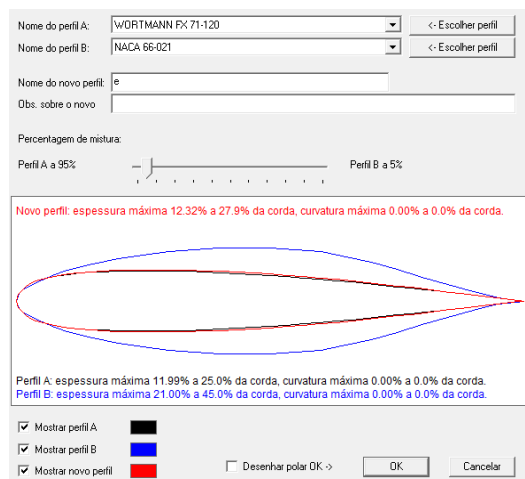 Nome do perfil A: WORTMANN FX 71-120 <- Escolher perfil
Nome do perfil B: NACA 66-021 <- Escolher perfil
Nome do novo perfil: e
Obs. sobre o novo
Percentagem de mistura:
Perfil A a 95% Perfil B a 5%
Novo perfil: espessura máxima 12.32% a 27.9% da corda, curvatura máxima 0.00% a 0.0% da corda.
Perfil A: espessura máxima 11.99% a 25.0% da corda, curvatura máxima 0.00% a 0.0% da corda.
Perfil B: espessura máxima 21.00% a 45.0% da corda, curvatura máxima 0.00% a 0.0% da corda.
Mostrar perfil A
Mostrar perfil B
Mostrar novo perfil Desenhar polar OK -> OK Cancelar